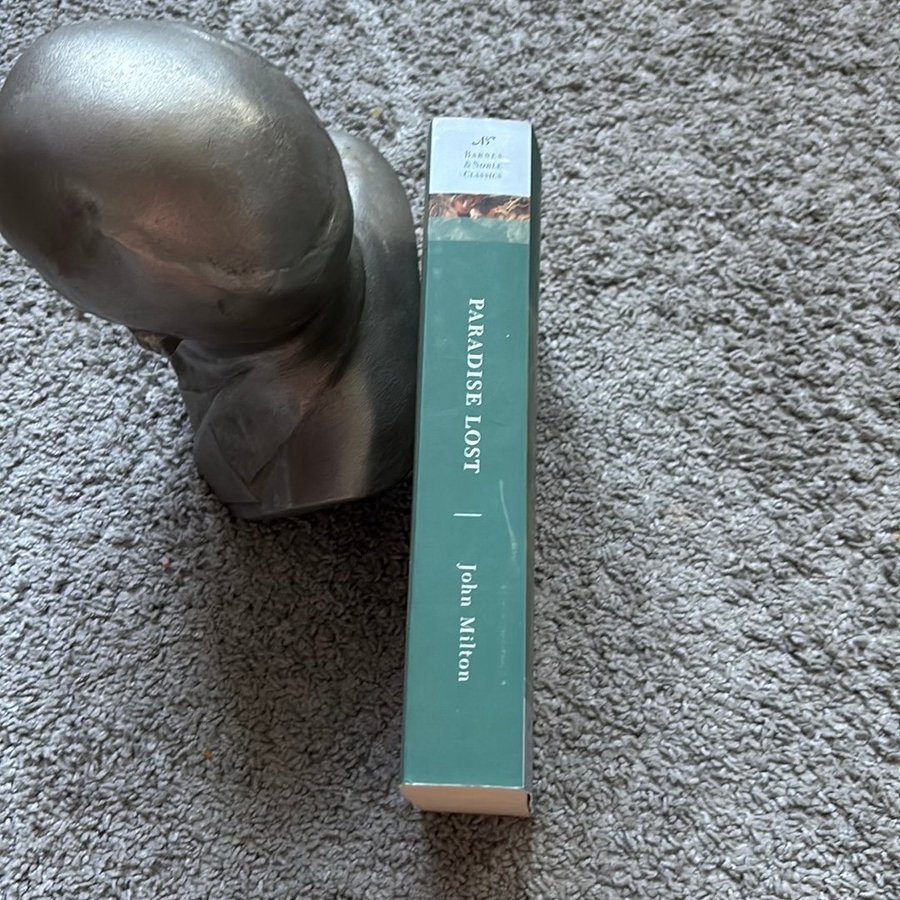 BARNES
& NOBLE
CLASSICS
PARADISE LOST
John Milton